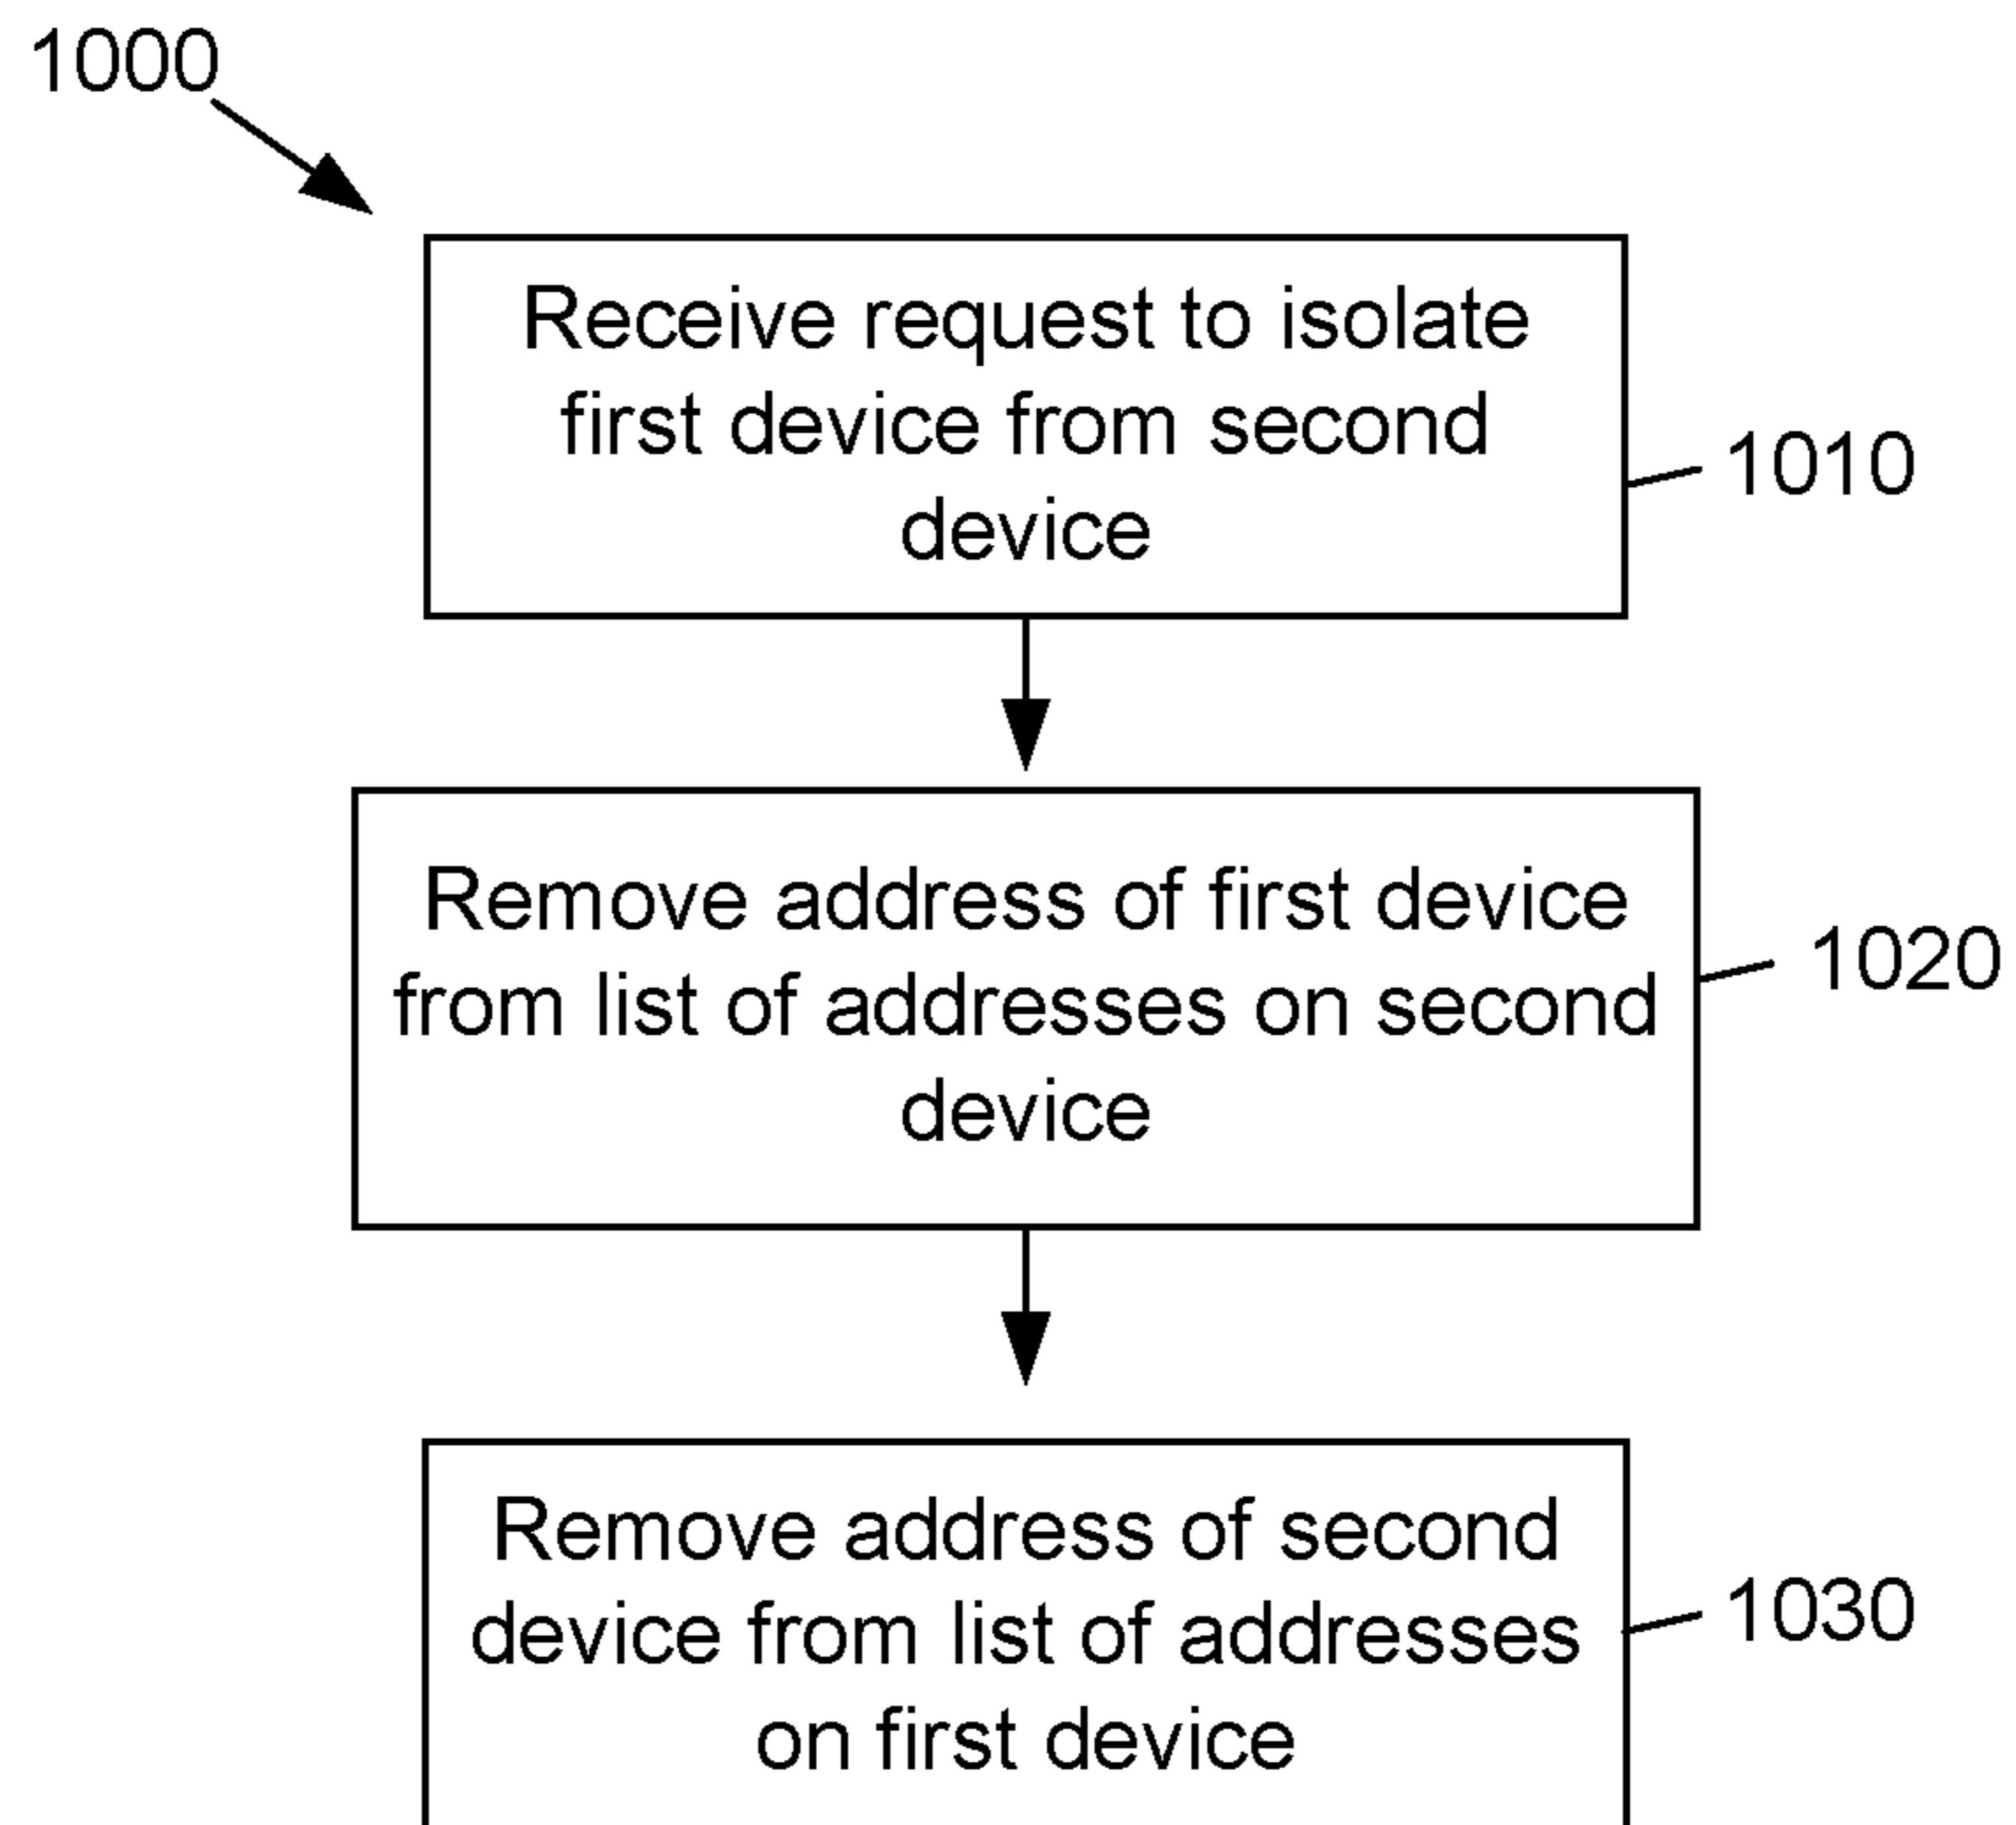 1000
Receive request to isolate
first device from second
device
1010
Remove address of first device
from list of addresses on second
device
1020
Remove address of second
device from list of addresses
on first device
1030